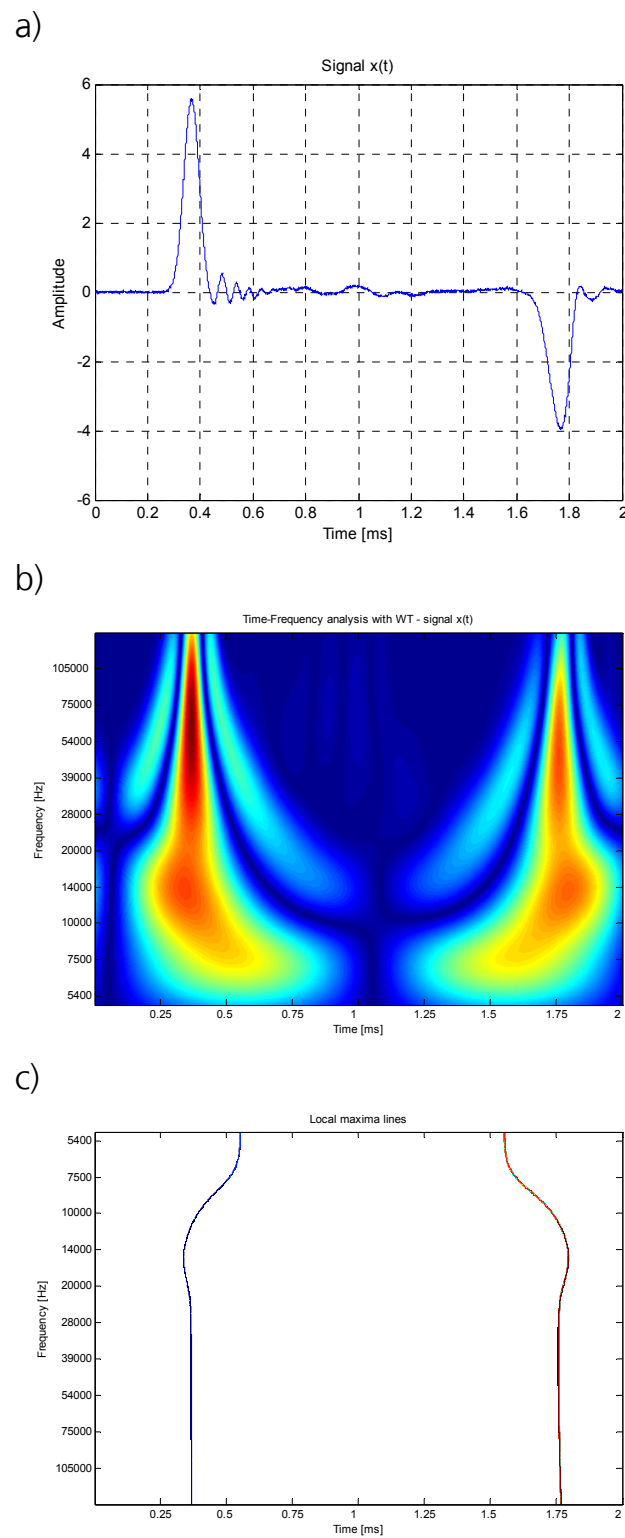 a)
Signal x(t)
6
4
2
0
-2
-4
-6
Amplitude
0 0.2 0.4 0.6 0.8 1 1.2 1.4 1.6 1.8 2
Time [ms]
b)
Time-Frequency analysis with WT - signal x(t)
105000
75000
54000
39000
28000
20000
14000
10000
7500
5400
Frequency [Hz]
0.25 0.5 0.75 1 1.25 1.5 1.75 2
Time [ms]
c)
Local maxima lines
5400
7500
10000
14000
20000
28000
39000
54000
75000
105000
Frequency [Hz]
0.25 0.5 0.75 1 1.25 1.5 1.75 2
Time [ms]